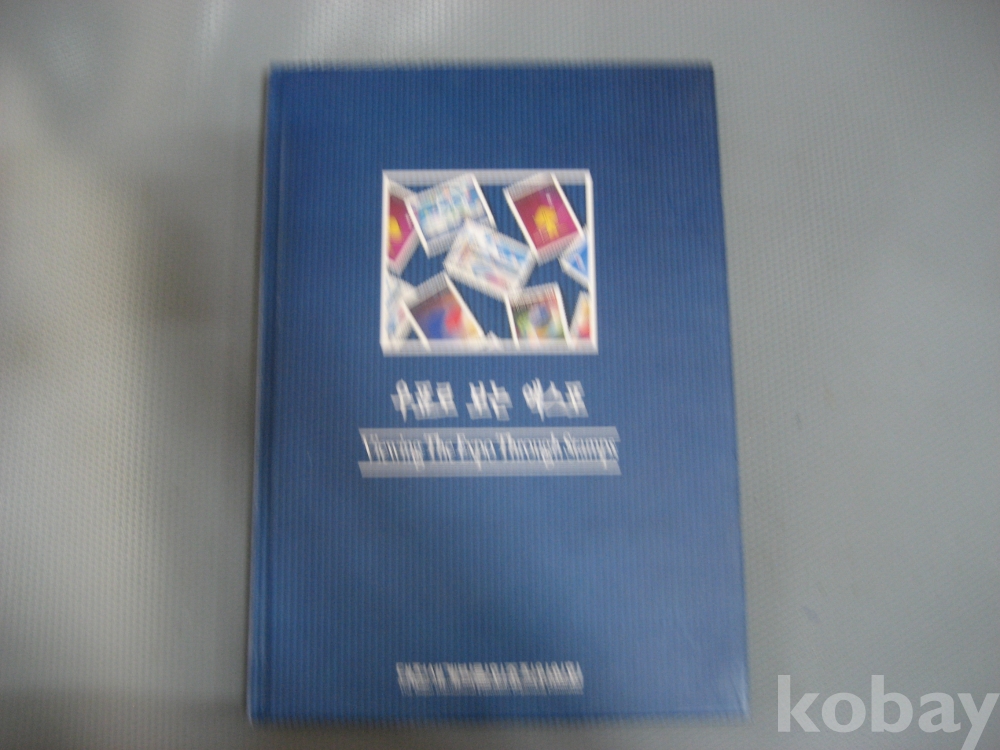 우표로 보는 엑스포
Viewing The Expo Through Stamps
kobay